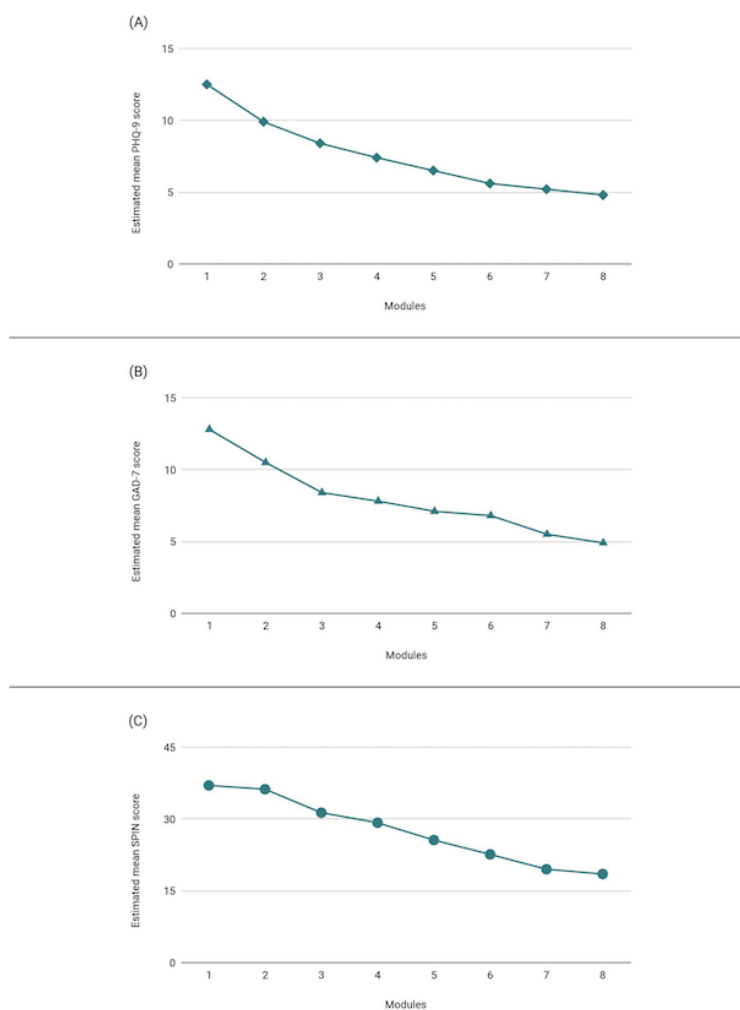 (A)
15
10
5
0
Estimated mean PHQ-9 score
1 2 3 4 5 6 7 8
Modules
(B)
15
10
5
0
Estimated mean GAD-7 score
1 2 3 4 5 6 7 8
Modules
(C)
45
30
15
0
Estimated mean SPIN score
1 2 3 4 5 6 7 8
Modules